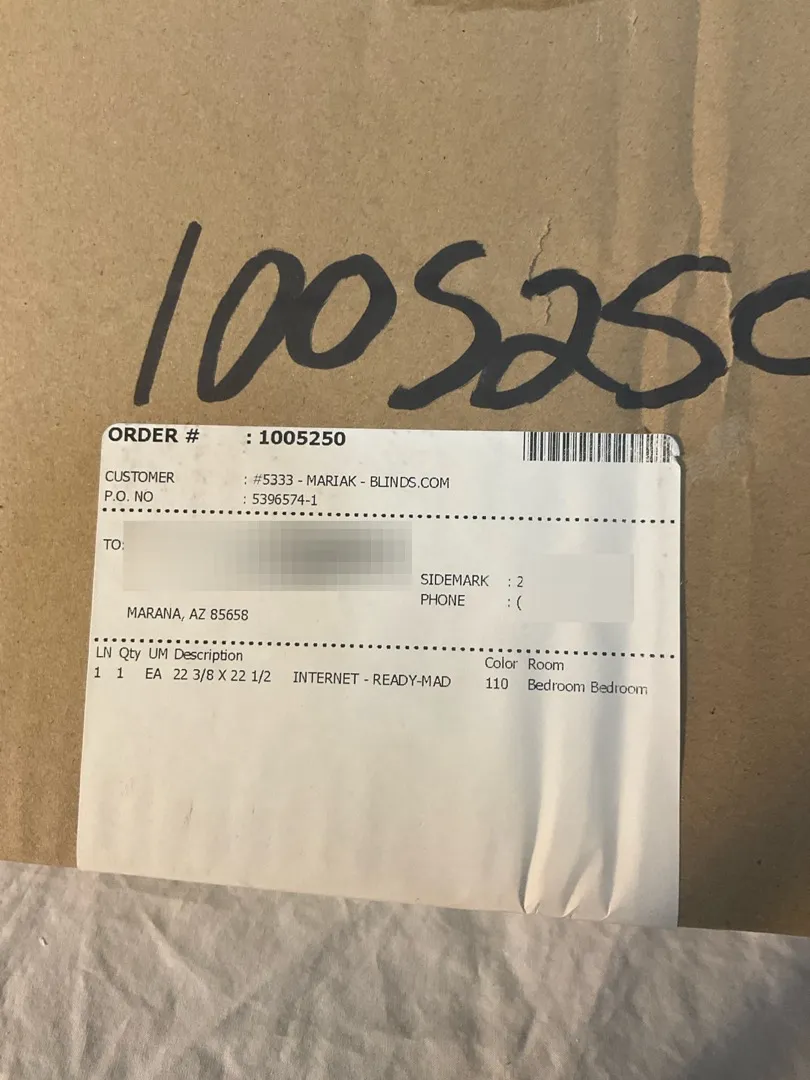 1005250
ORDER # : 1005250
CUSTOMER : #5333 - MARIAK - BLINDS.COM
P.O. NO : 5396574-1
TO:
SIDEMARK : 2
PHONE : (
MARANA, AZ 85658
LN Qty UM Description Color Room
1 1 EA 22 3/8 X 22 1/2 INTERNET - READY-MAD 110 Bedroom Bedroom